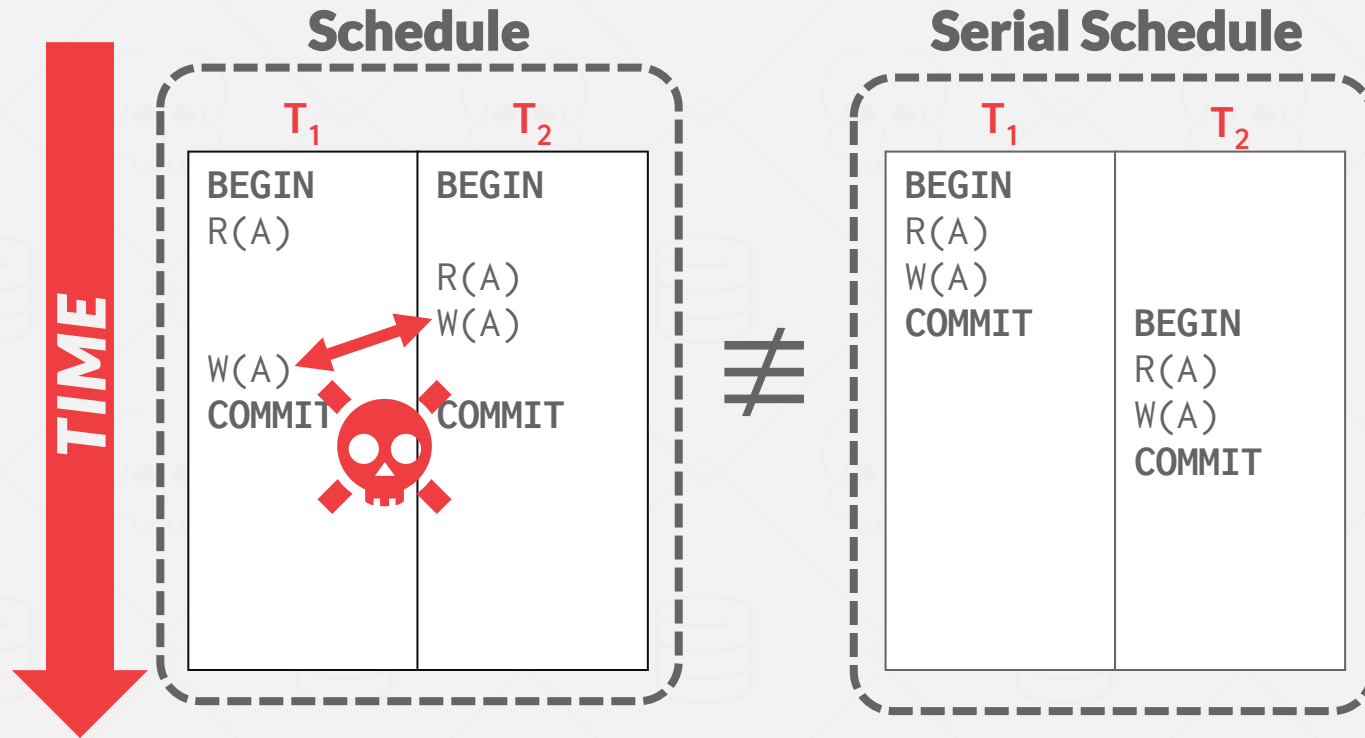 Schedule
Serial Schedule
TIME
T₁ T₂
BEGIN BEGIN
R(A)
R(A)
W(A)
W(A)
COMMIT COMMIT
≢
T₁ T₂
BEGIN
R(A)
W(A)
COMMIT BEGIN
R(A)
W(A)
COMMIT